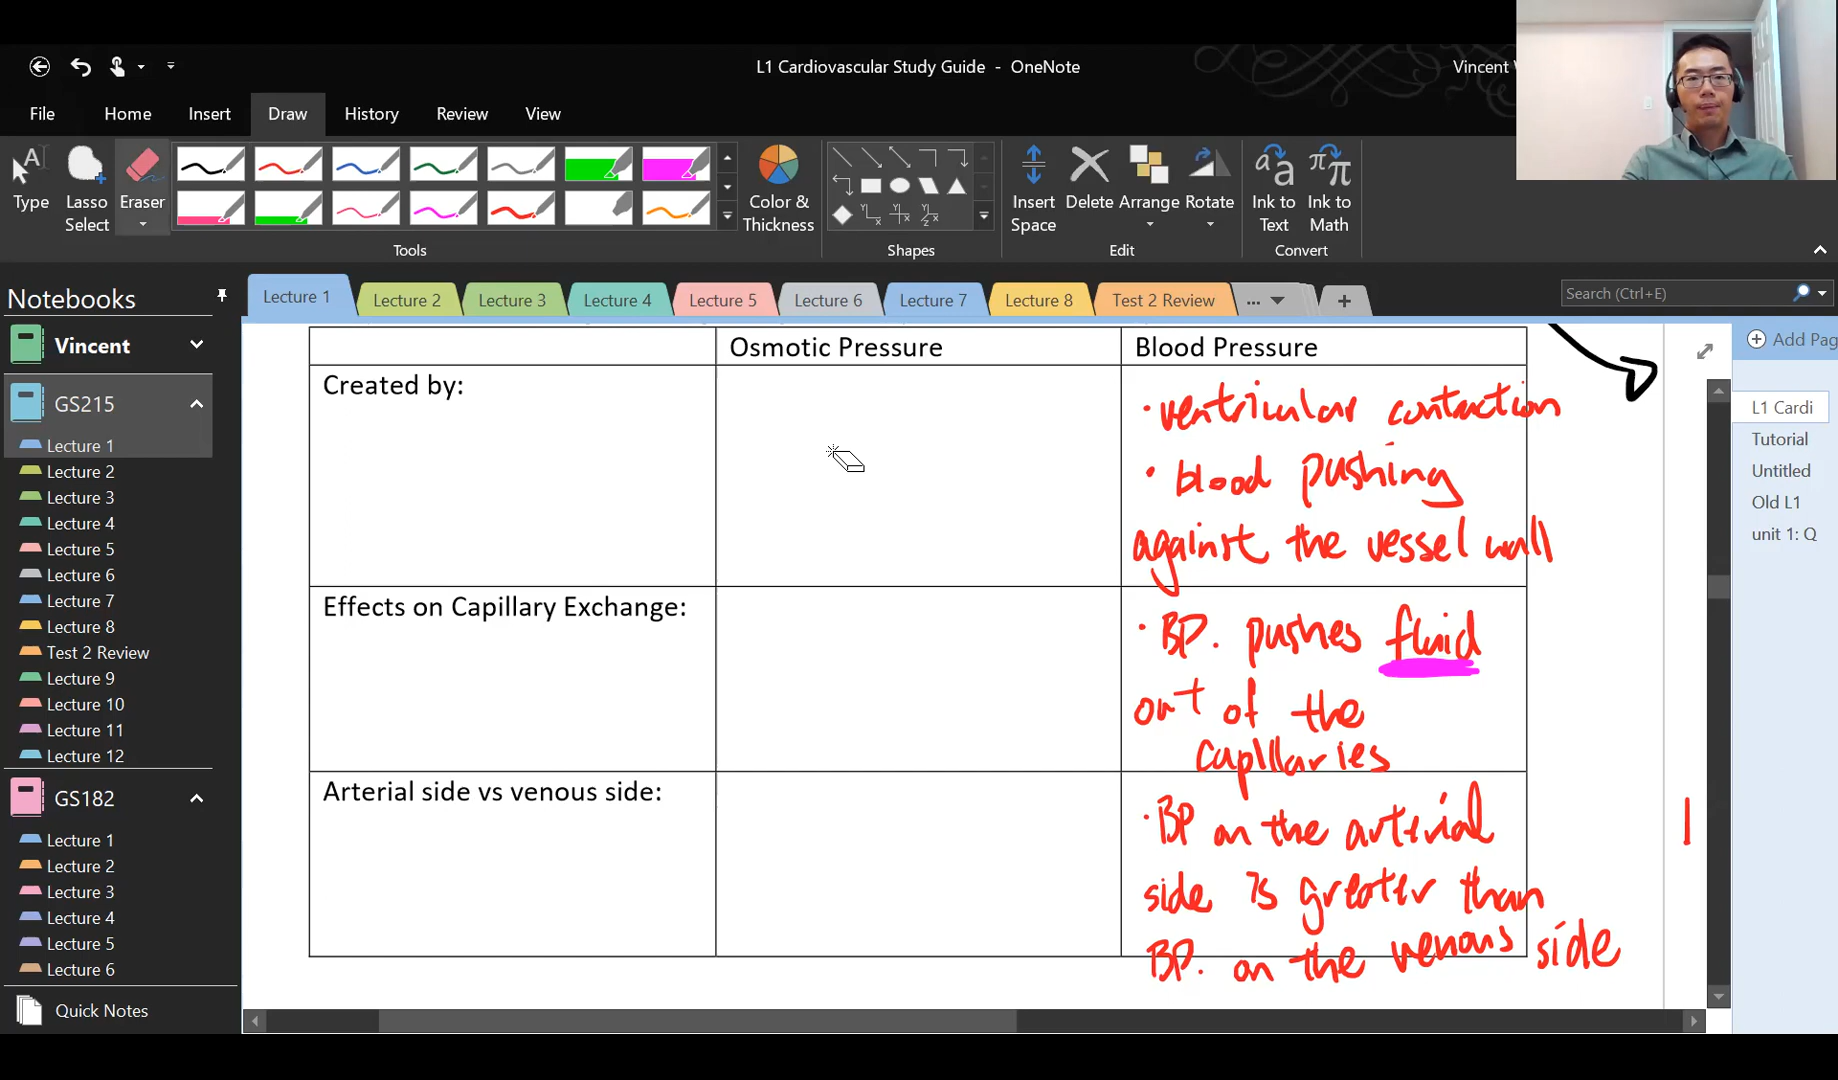 L1 Cardiovascular Study Guide - OneNote
Vincent
File
Home
Insert
Draw
History
Review
View
Type
Lasso
Select
Eraser
Color &
Thickness
Insert
Space
Delete
Arrange
Rotate
Ink to
Text
Ink to
Math
Tools
Shapes
Edit
Convert
Notebooks
Lecture 1
Lecture 2
Lecture 3
Lecture 4
Lecture 5
Lecture 6
Lecture 7
Lecture 8
Test 2 Review
...
Search (Ctrl+E)
Vincent
GS215
Lecture 1
Lecture 2
Lecture 3
Lecture 4
Lecture 5
Lecture 6
Lecture 7
Lecture 8
Test 2 Review
Lecture 9
Lecture 10
Lecture 11
Lecture 12
GS182
Lecture 1
Lecture 2
Lecture 3
Lecture 4
Lecture 5
Lecture 6
Quick Notes
Osmotic Pressure
Blood Pressure
Created by:
· ventricular contraction
· blood pushing
against the vessel wall
Effects on Capillary Exchange:
· BP. pushes fluid
out of the
capillaries
Arterial side vs venous side:
· BP on the arterial
side is greater than
BP. on the venous side
Add Pag
L1 Cardi
Tutorial
Untitled
Old L1
unit 1: Q